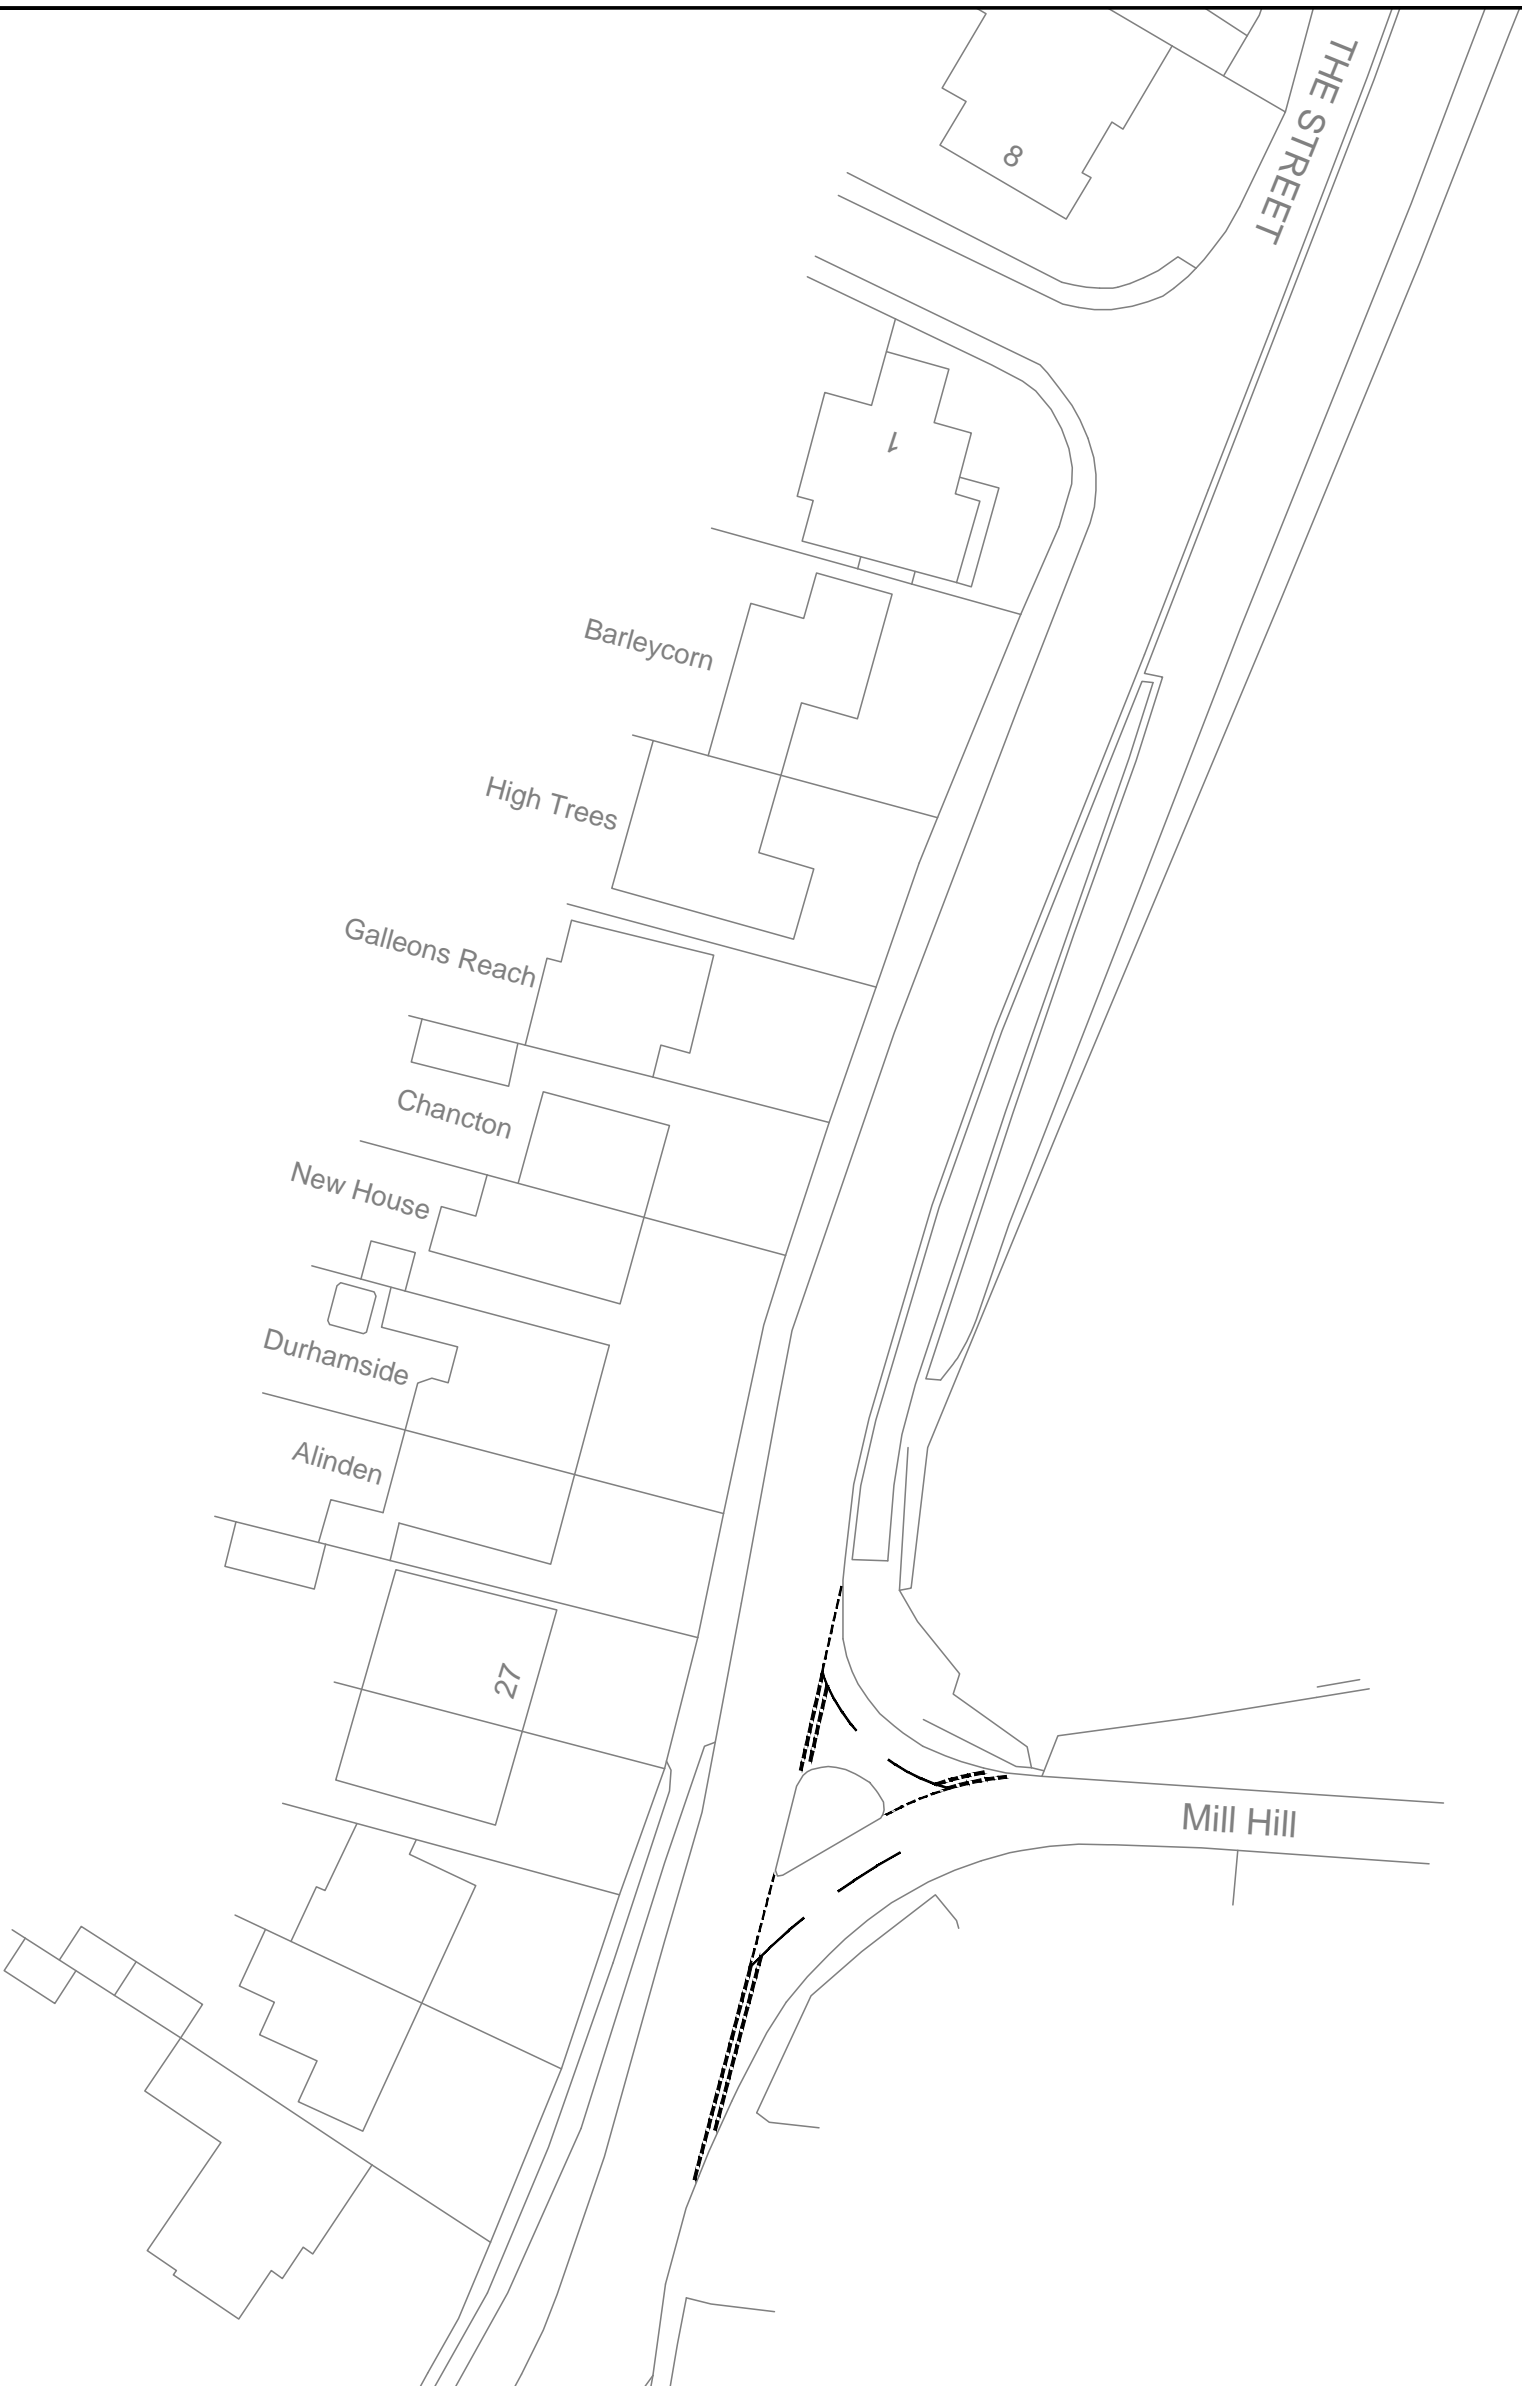 THE STREET
8
1
Barleycorn
High Trees
Galleons Reach
Chancton
New House
Durhamside
Alinden
27
Mill Hill